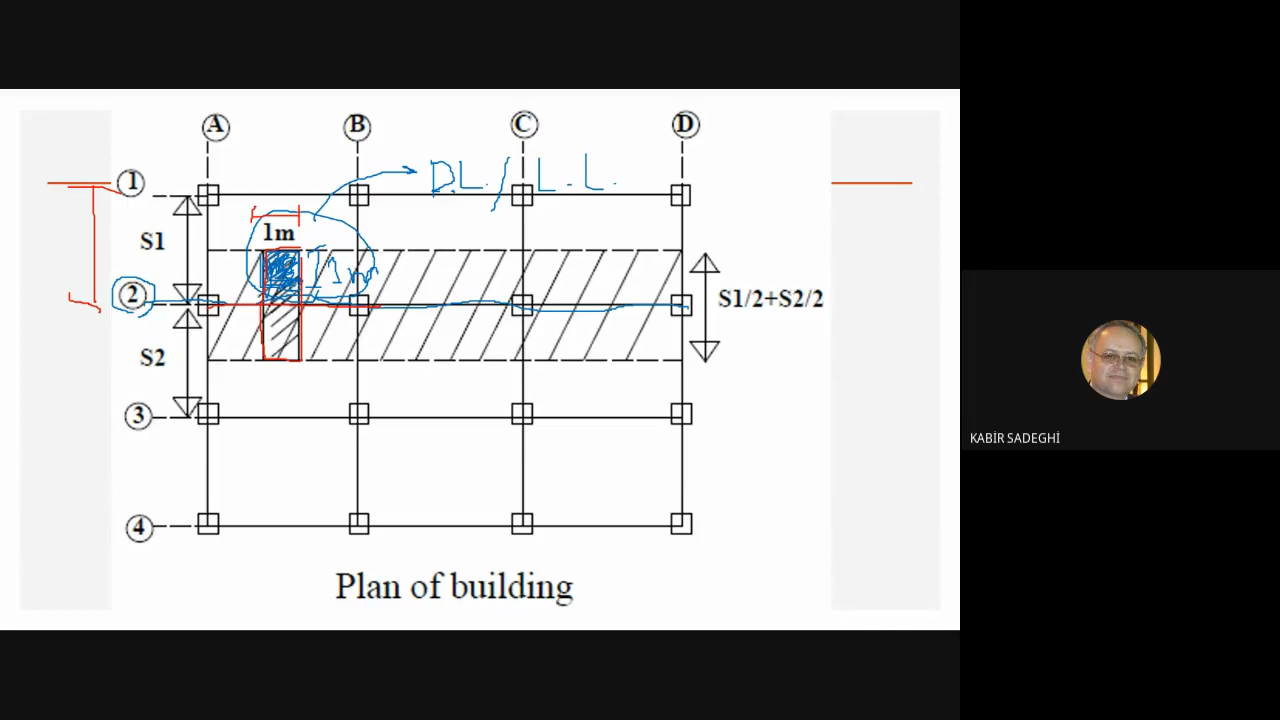 A B C D
1
D.L. / L.L.
S1
1m
1m
2
S1/2+S2/2
S2
3
KABİR SADEGHİ
4
Plan of building